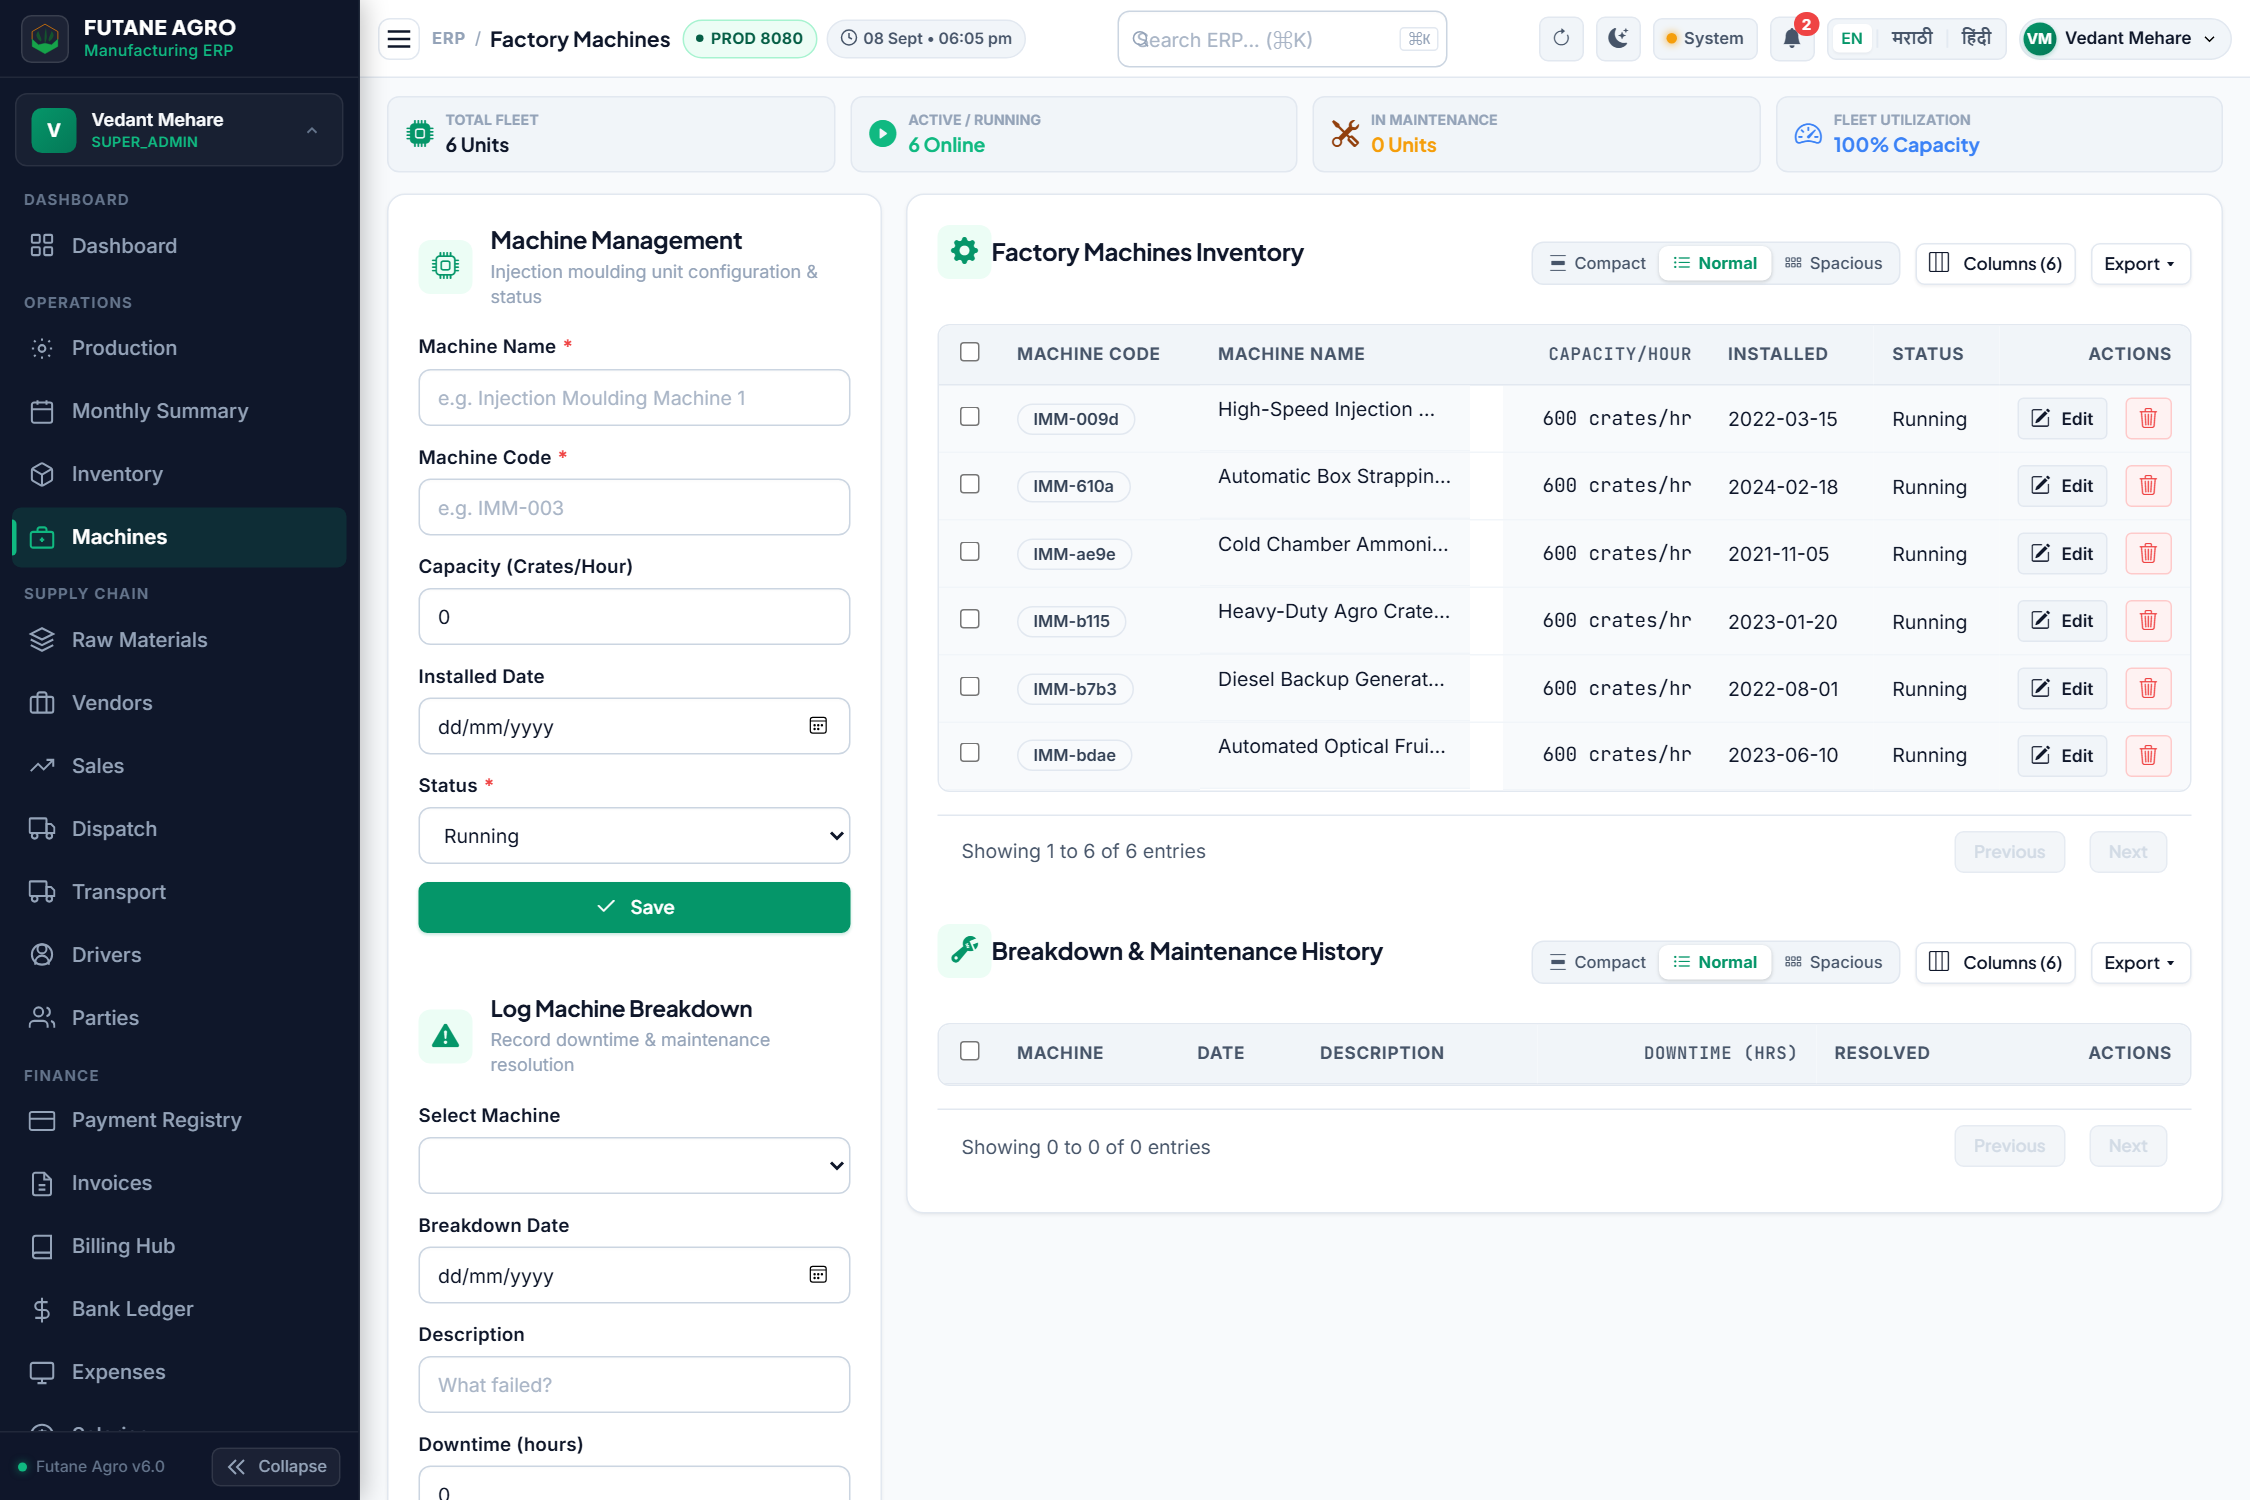 FUTANE AGRO
Manufacturing ERP
V
Vedant Mehare
SUPER_ADMIN
DASHBOARD
Dashboard
OPERATIONS
Production
Monthly Summary
Inventory
Machines
SUPPLY CHAIN
Raw Materials
Vendors
Sales
Dispatch
Transport
Drivers
Parties
FINANCE
Payment Registry
Invoices
Billing Hub
Bank Ledger
Expenses
Futane Agro v6.0
Collapse
ERP / Factory Machines
PROD 8080
08 Sept • 06:05 pm
Search ERP... (⌘K)
⌘K
System
2
EN
मराठी
हिंदी
VM
Vedant Mehare
TOTAL FLEET
6 Units
ACTIVE / RUNNING
6 Online
IN MAINTENANCE
0 Units
FLEET UTILIZATION
100% Capacity
Machine Management
Injection moulding unit configuration &
status
Machine Name *
e.g. Injection Moulding Machine 1
Machine Code *
e.g. IMM-003
Capacity (Crates/Hour)
0
Installed Date
dd/mm/yyyy
Status *
Running
Save
Log Machine Breakdown
Record downtime & maintenance
resolution
Select Machine
Breakdown Date
dd/mm/yyyy
Description
What failed?
Downtime (hours)
0
Factory Machines Inventory
Compact
Normal
Spacious
Columns (6)
Export
MACHINE CODE MACHINE NAME CAPACITY/HOUR INSTALLED STATUS ACTIONS
IMM-009d High-Speed Injection ... 600 crates/hr 2022-03-15 Running Edit
IMM-610a Automatic Box Strappin... 600 crates/hr 2024-02-18 Running Edit
IMM-ae9e Cold Chamber Ammoni... 600 crates/hr 2021-11-05 Running Edit
IMM-b115 Heavy-Duty Agro Crate... 600 crates/hr 2023-01-20 Running Edit
IMM-b7b3 Diesel Backup Generat... 600 crates/hr 2022-08-01 Running Edit
IMM-bdae Automated Optical Frui... 600 crates/hr 2023-06-10 Running Edit
Showing 1 to 6 of 6 entries
Previous
Next
Breakdown & Maintenance History
Compact
Normal
Spacious
Columns (6)
Export
MACHINE DATE DESCRIPTION DOWNTIME (HRS) RESOLVED ACTIONS
Showing 0 to 0 of 0 entries
Previous
Next